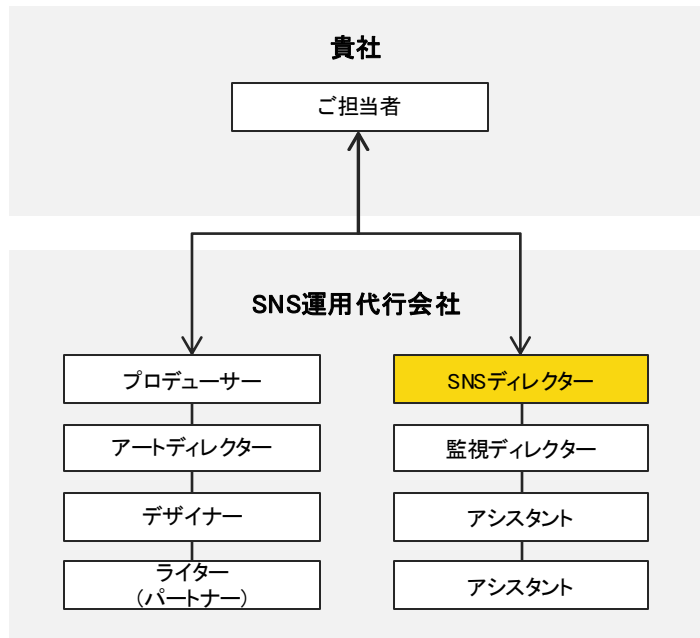 貴社
ご担当者
SNS運用代行会社
プロデューサー
アートディレクター
デザイナー
ライター
(パートナー)
SNSディレクター
監視ディレクター
アシスタント
アシスタント